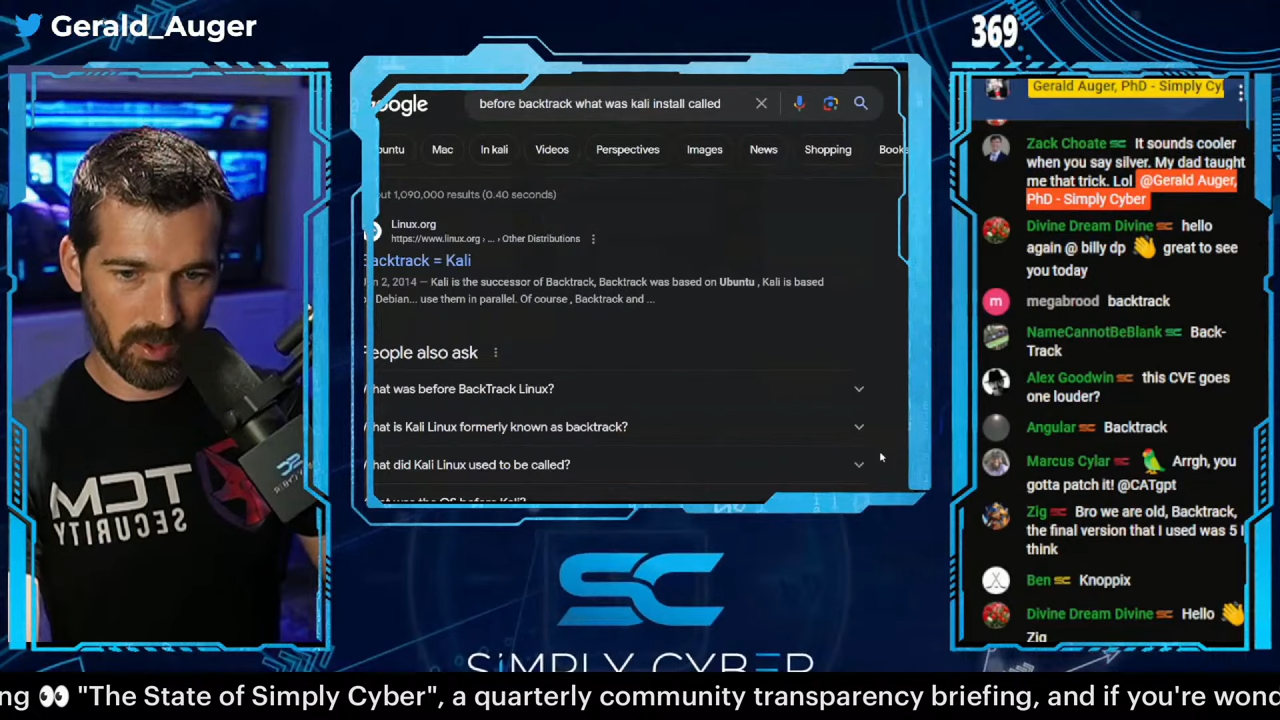 Gerald_Auger
369
google
before backtrack what was kali install called
buntu
Mac
In kali
Videos
Perspectives
Images
News
Shopping
Book
ut 1,090,000 results (0.40 seconds)
Linux.org
https://www.linux.org › ... › Other Distributions
acktrack = Kali
n 2, 2014 — Kali is the successor of Backtrack, Backtrack was based on Ubuntu , Kali is based
Debian... use them in parallel. Of course , Backtrack and ...
eople also ask
hat was before BackTrack Linux?
hat is Kali Linux formerly known as backtrack?
hat did Kali Linux used to be called?
hat was the OS before Kali?
Gerald Auger, PhD - Simply Cy
Zack Choate It sounds cooler
when you say silver. My dad taught
me that trick. Lol @Gerald Auger,
PhD - Simply Cyber
Divine Dream Divine hello
again @ billy dp 👋 great to see
you today
megabrood backtrack
NameCannotBeBlank Back-
Track
Alex Goodwin this CVE goes
one louder?
Angular Backtrack
Marcus Cylar 🦜 Arrgh, you
gotta patch it! @CATgpt
Zig Bro we are old, Backtrack,
the final version that I used was 5 I
think
Ben Knoppix
Divine Dream Divine Hello 👋
Zig
TCM
SECURITY
SC
SIMPLY CYBER
ng 👀 "The State of Simply Cyber", a quarterly community transparency briefing, and if you're wond